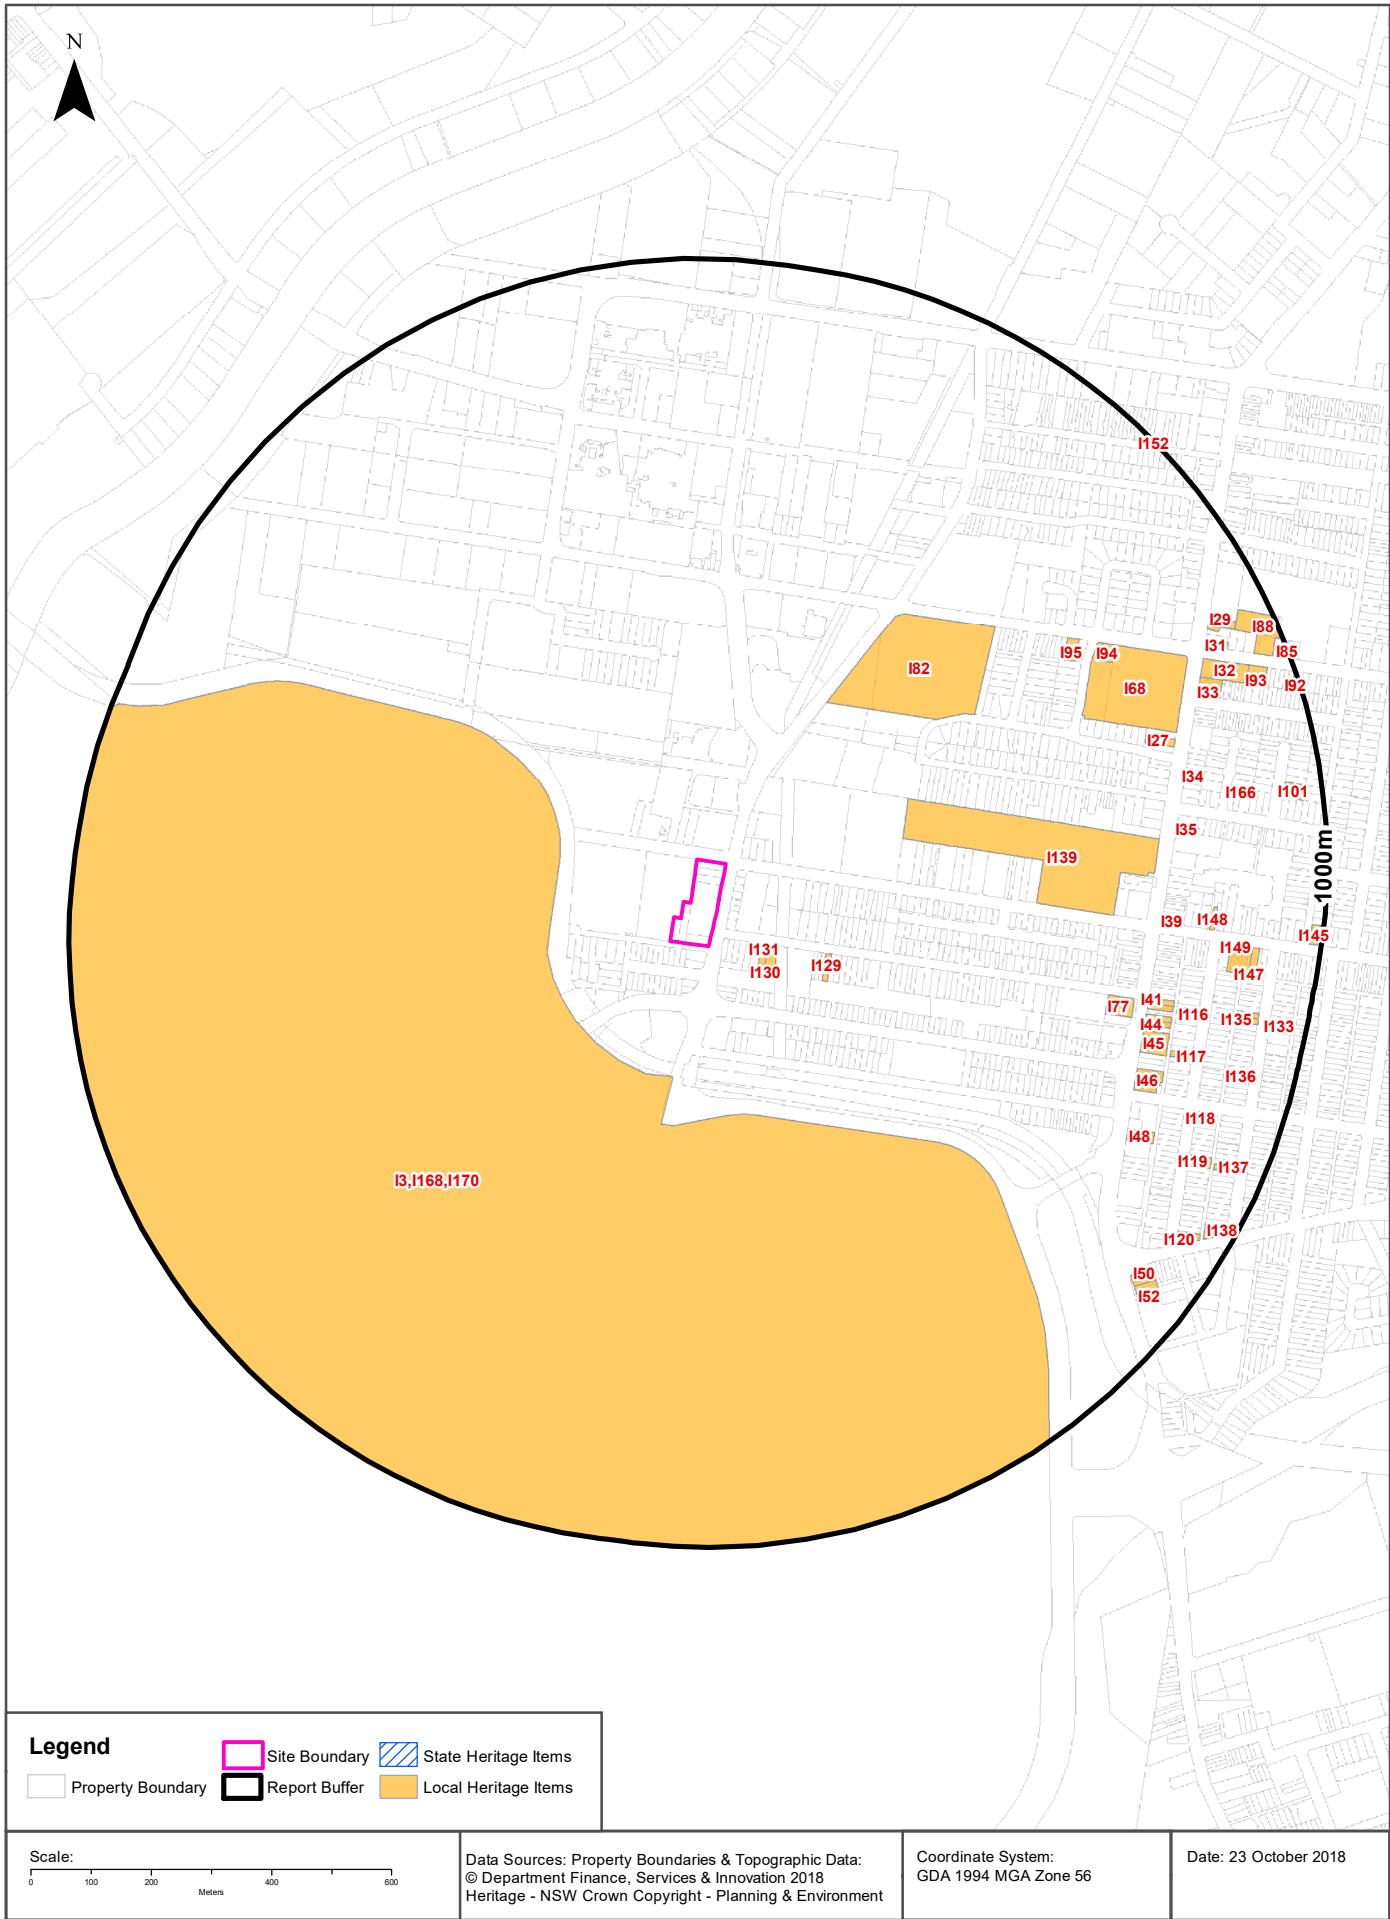 N
I152
I29
I88
I31
I85
I95
I94
I82
I68
I32
I93
I33
I92
I27
I34
I166
I101
I35
I139
1000m
I39
I148
I145
I131
I149
I130
I129
I147
I77
I41
I116
I44
I135
I133
I45
I117
I46
I136
I118
I48
I119
I137
I3,I168,I170
I138
I120
I50
I52
Legend
Site Boundary
State Heritage Items
Property Boundary
Report Buffer
Local Heritage Items
Scale:
0 100 200 400 600
Meters
Data Sources: Property Boundaries & Topographic Data:
© Department Finance, Services & Innovation 2018
Heritage - NSW Crown Copyright - Planning & Environment
Coordinate System:
GDA 1994 MGA Zone 56
Date: 23 October 2018